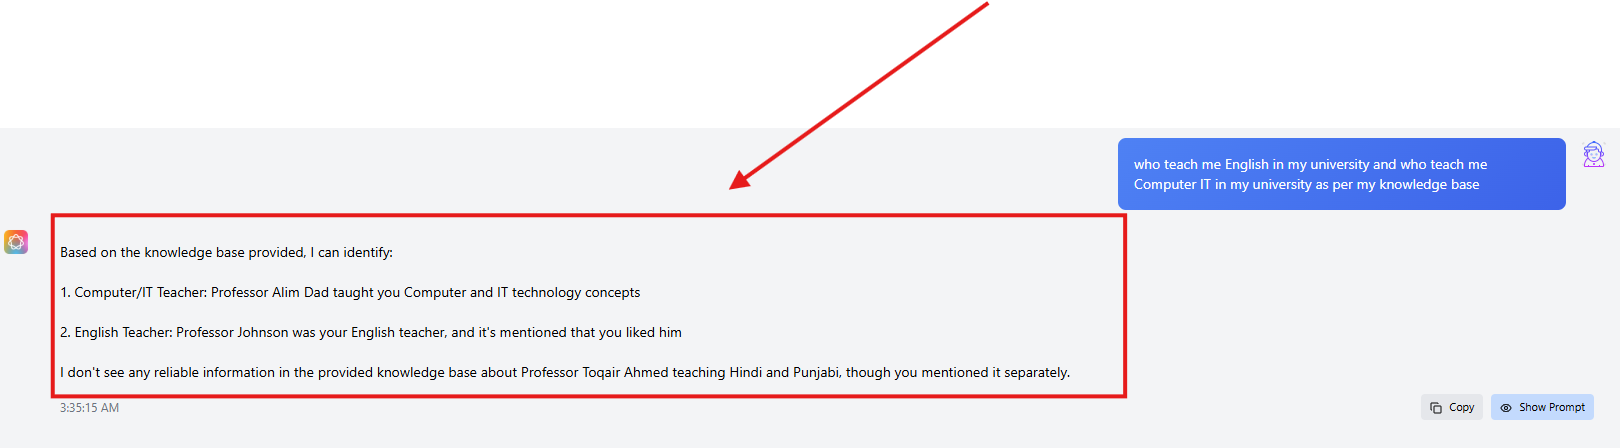 who teach me English in my university and who teach me
Computer IT in my university as per my knowledge base
Based on the knowledge base provided, I can identify:
1. Computer/IT Teacher: Professor Alim Dad taught you Computer and IT technology concepts
2. English Teacher: Professor Johnson was your English teacher, and it's mentioned that you liked him
I don't see any reliable information in the provided knowledge base about Professor Toqair Ahmed teaching Hindi and Punjabi, though you mentioned it separately.
3:35:15 AM
Copy
Show Prompt